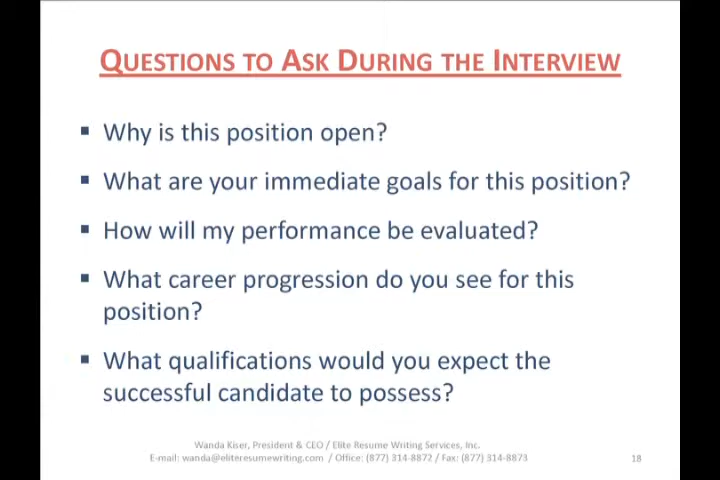 QUESTIONS TO ASK DURING THE INTERVIEW
▪ Why is this position open?
▪ What are your immediate goals for this position?
▪ How will my performance be evaluated?
▪ What career progression do you see for this
position?
▪ What qualifications would you expect the
successful candidate to possess?
Wanda Kiser, President & CEO / Elite Resume Writing Services, Inc.
E-mail: wanda@eliteresumewriting.com / Office: (877) 314-8872 / Fax: (877) 314-8873
18